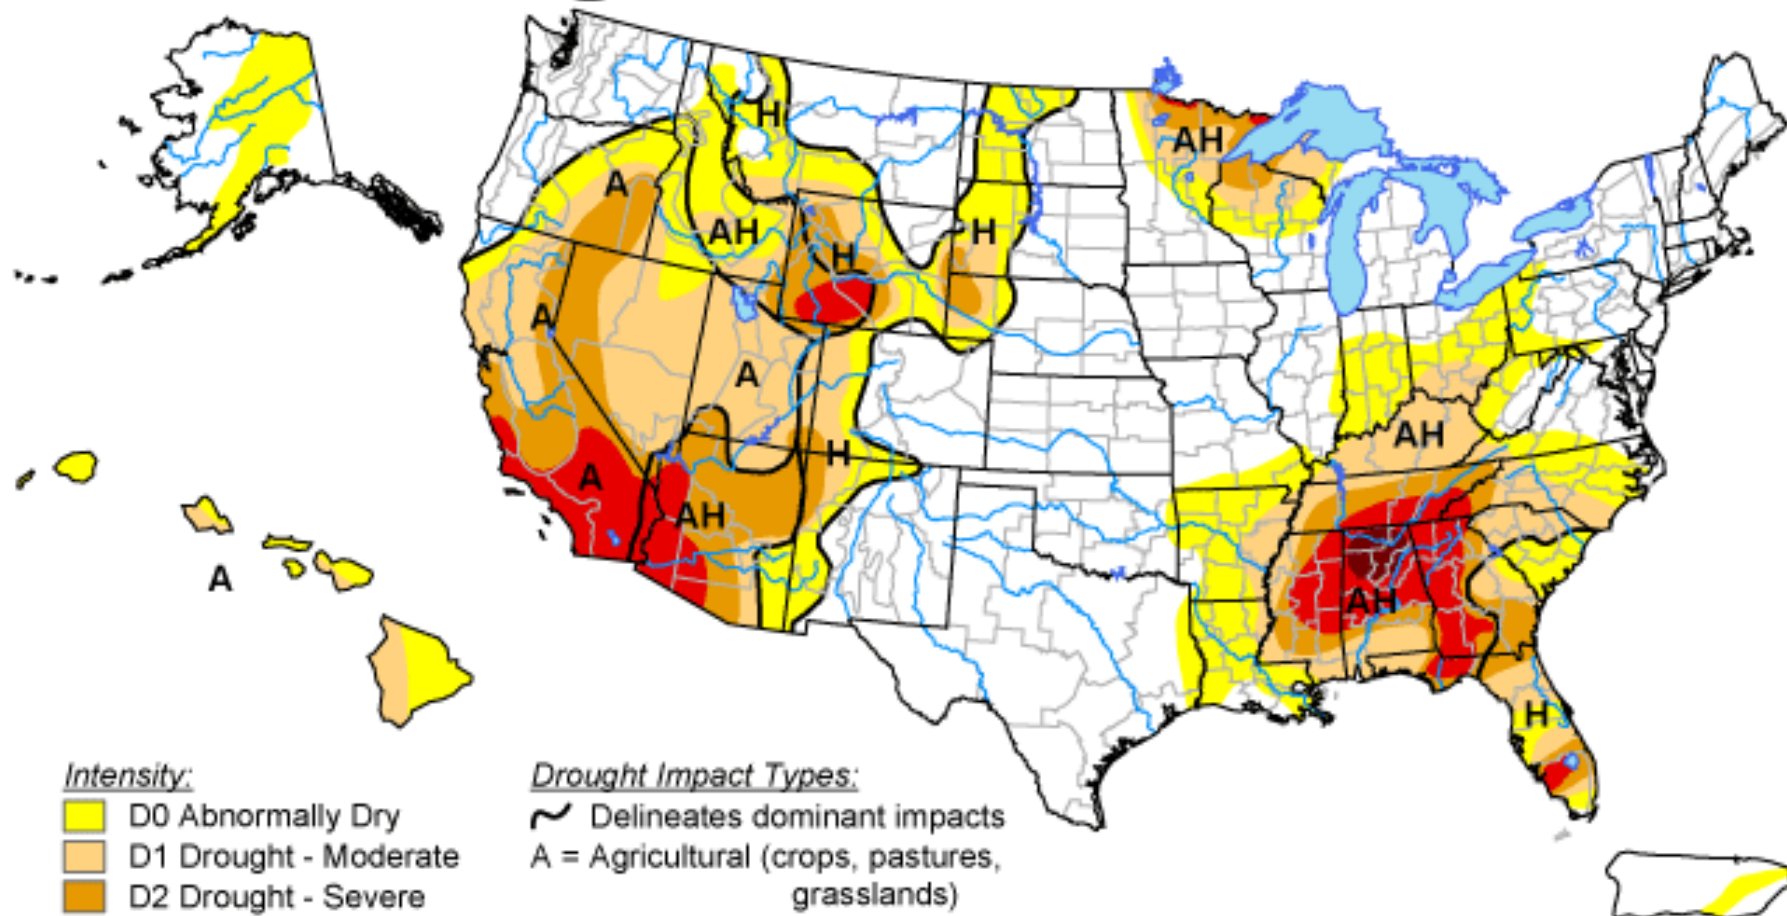 H
AH
A
AH
H
H
A
A
H
AH
A
AH
A
AH
H
Intensity:
D0 Abnormally Dry
D1 Drought - Moderate
D2 Drought - Severe
Drought Impact Types:
Delineates dominant impacts
A = Agricultural (crops, pastures,
grasslands)